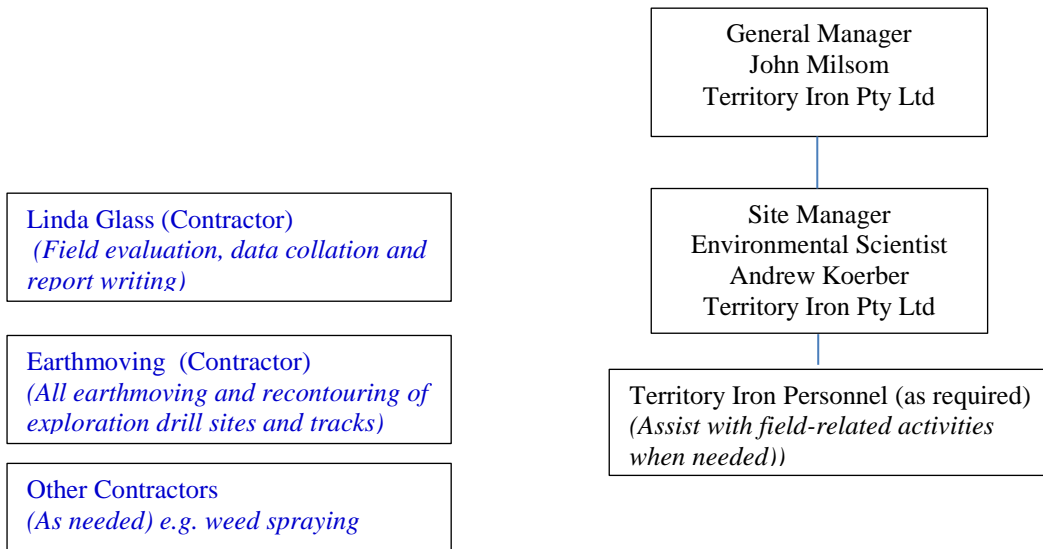 General Manager
John Milsom
Territory Iron Pty Ltd
Linda Glass (Contractor)
(Field evaluation, data collation and
report writing)
Site Manager
Environmental Scientist
Andrew Koerber
Territory Iron Pty Ltd
Earthmoving (Contractor)
(All earthmoving and recontouring of
exploration drill sites and tracks)
Territory Iron Personnel (as required)
(Assist with field-related activities
when needed))
Other Contractors
(As needed) e.g. weed spraying